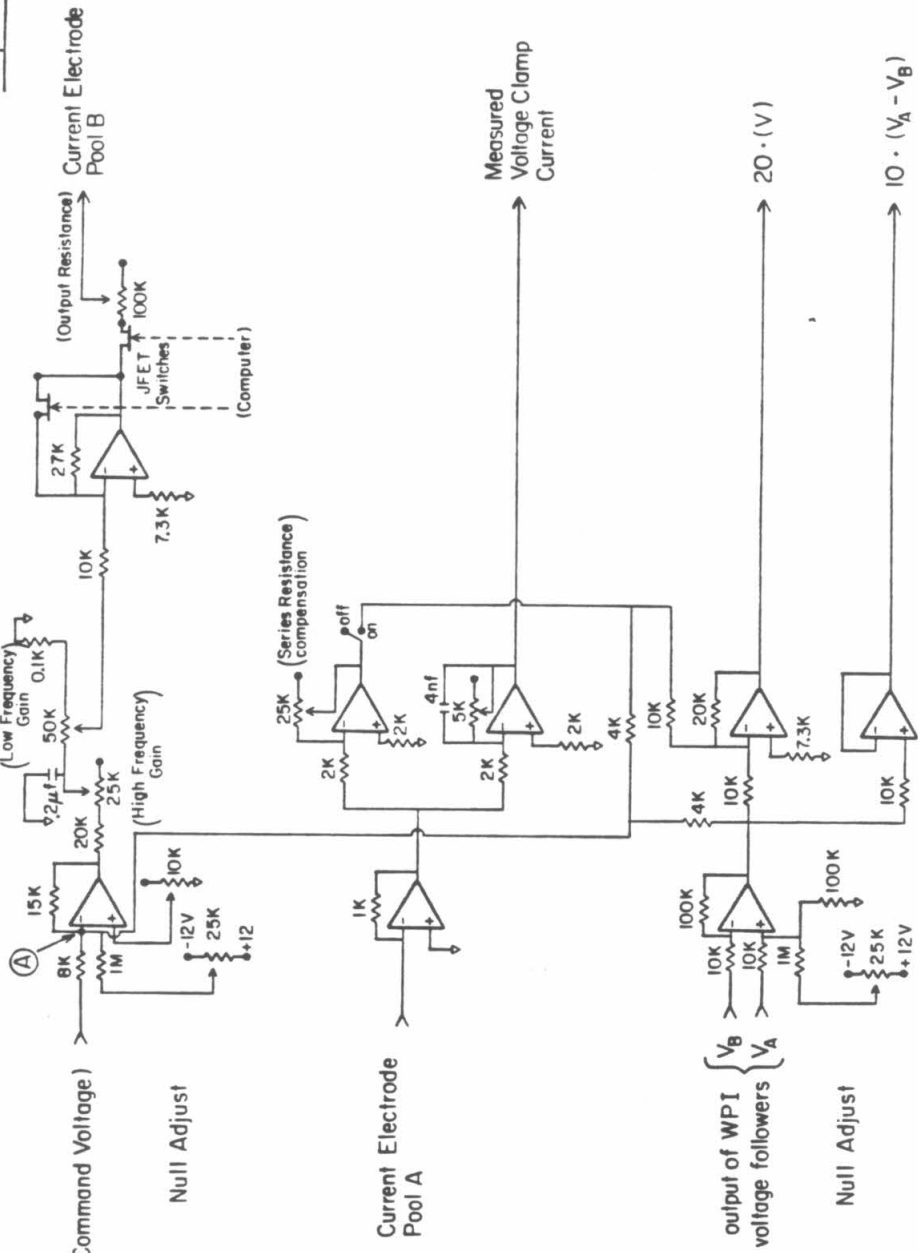 (Low Frequency)
Gain
50K
0.1K
.2µf
25K
(High Frequency)
Gain
20K
15K
A
8K
1M
10K
-12V
25K
+12
Command Voltage)
Null Adjust
10K
27K
-
+
7.3K
JFET
Switches
(Computer)
100K
(Output Resistance)
Current Electrode
Pool B
25K
(Series Resistance)
compensation
off
on
-
+
2K
2K
4nf
5K
-
+
2K
2K
1K
-
+
Current Electrode
Pool A
Measured
Voltage Clamp
Current
4K
10K
20K
4K
10K
-
+
7.3K
20·(V)
10K
-
+
10·(VA-VB)
100K
10K
10K
1M
-
+
100K
-12V
25K
+12V
output of WPI
voltage followers
VB
VA
Null Adjust